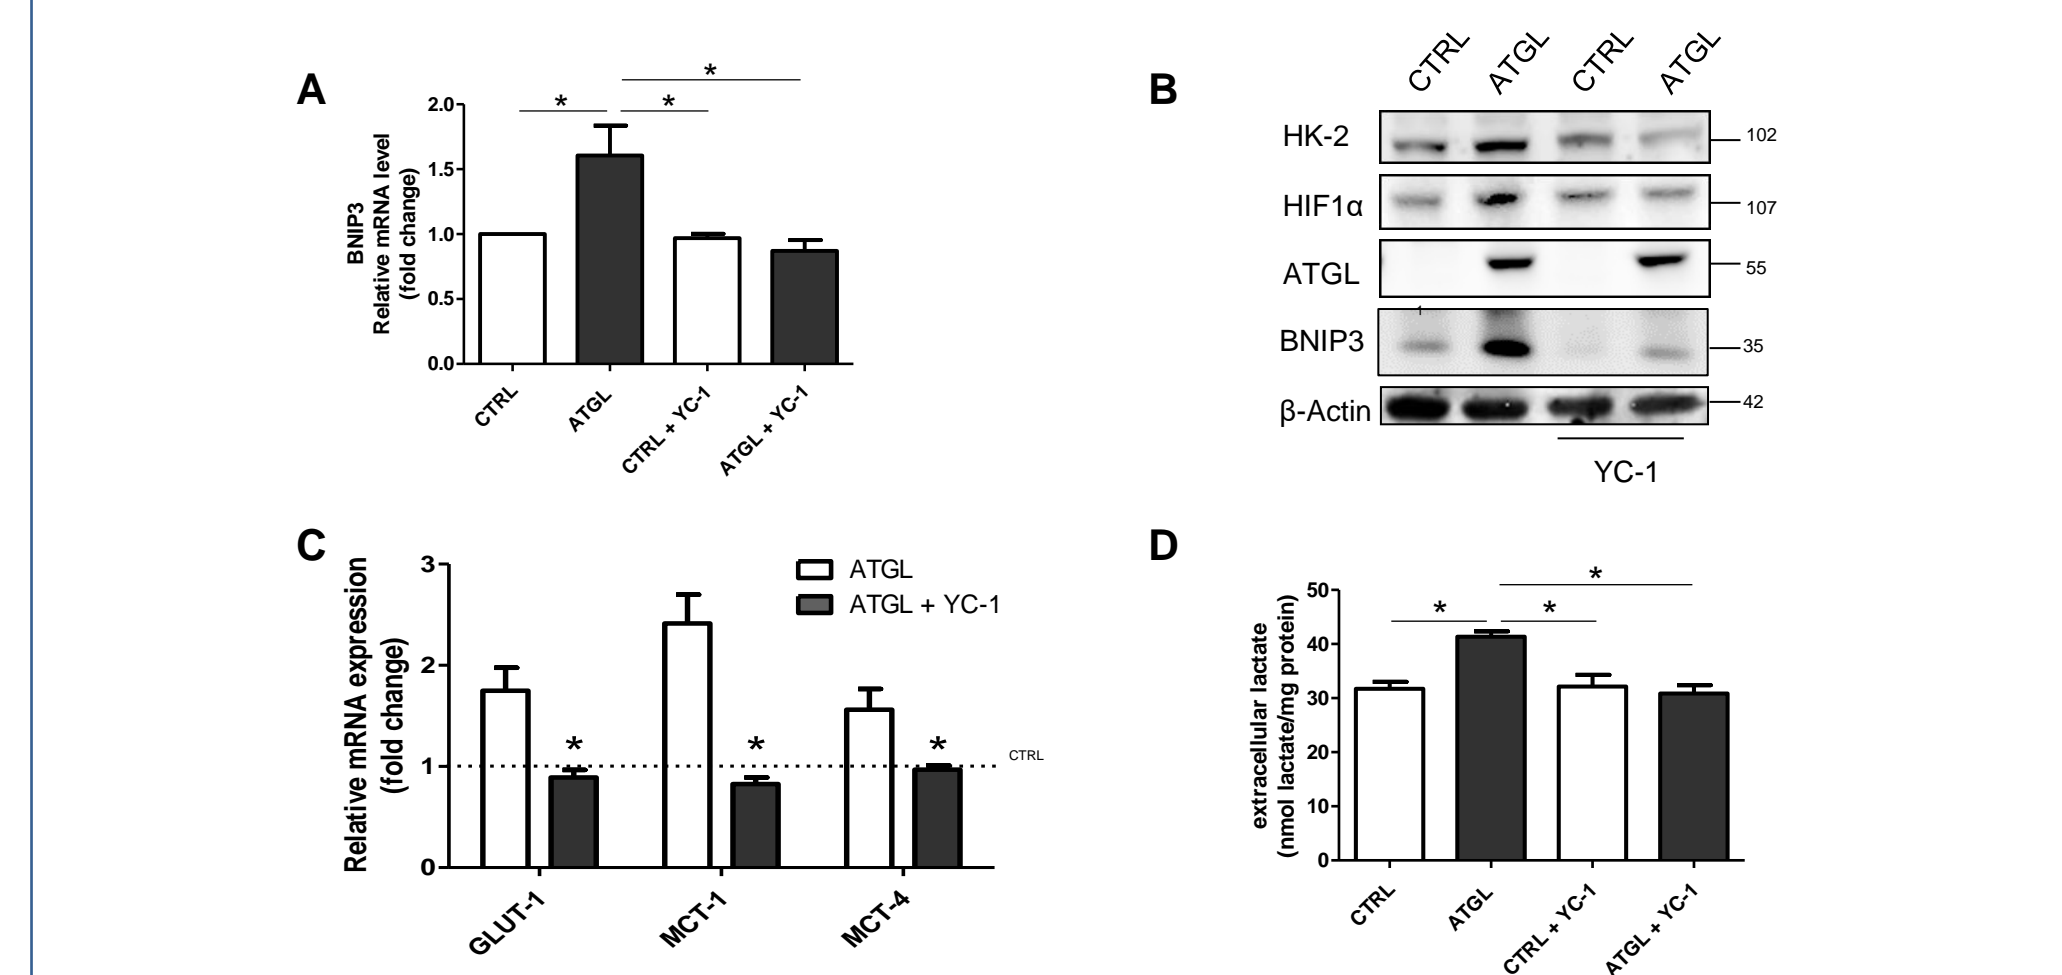 A
*
*
*
BNIP3
Relative mRNA level
(fold change)
2.0
1.5
1.0
0.5
0.0
CTRL
ATGL
CTRL + YC-1
ATGL + YC-1
B
CTRL
ATGL
CTRL
ATGL
HK-2
102
HIF1α
107
ATGL
55
1
BNIP3
35
β-Actin
42
YC-1
C
Relative mRNA expression
(fold change)
3
2
1
0
ATGL
ATGL + YC-1
*
*
*
CTRL
GLUT-1
MCT-1
MCT-4
D
extracellular lactate
(nmol lactate/mg protein)
50
40
30
20
10
0
*
*
*
CTRL
ATGL
CTRL + YC-1
ATGL + YC-1